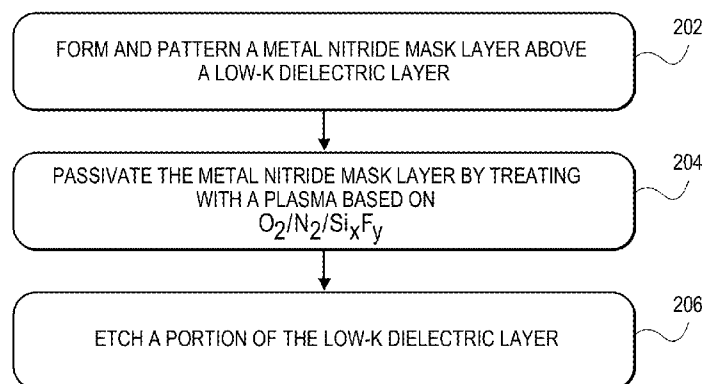 FORM AND PATTERN A METAL NITRIDE MASK LAYER ABOVE
A LOW-K DIELECTRIC LAYER
202
PASSIVATE THE METAL NITRIDE MASK LAYER BY TREATING
WITH A PLASMA BASED ON
O₂/N₂/SiₓFᵧ
204
ETCH A PORTION OF THE LOW-K DIELECTRIC LAYER
206